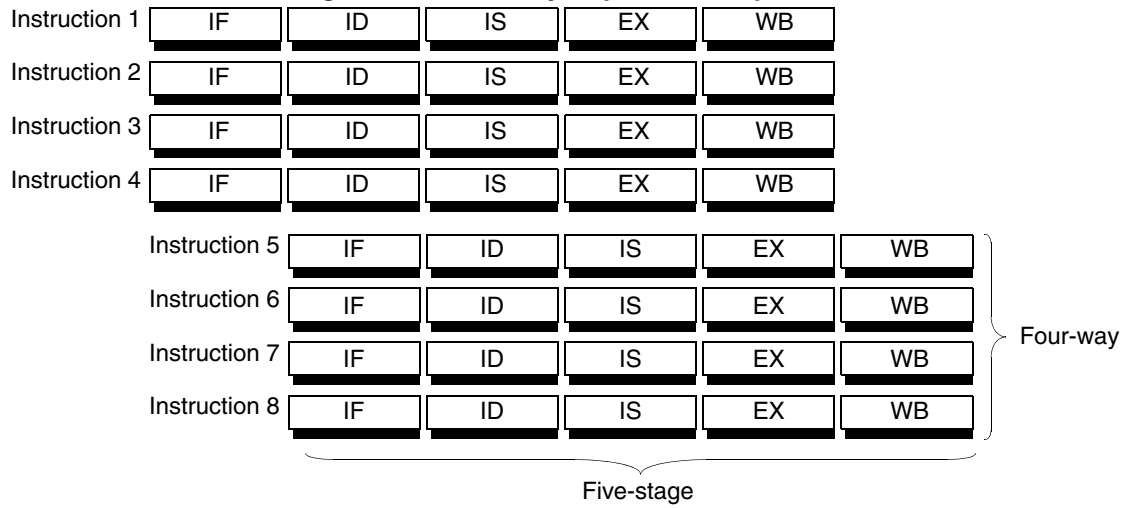 Instruction 1 IF ID IS EX WB
Instruction 2 IF ID IS EX WB
Instruction 3 IF ID IS EX WB
Instruction 4 IF ID IS EX WB
Instruction 5 IF ID IS EX WB
Instruction 6 IF ID IS EX WB
Instruction 7 IF ID IS EX WB
Instruction 8 IF ID IS EX WB
Four-way
Five-stage